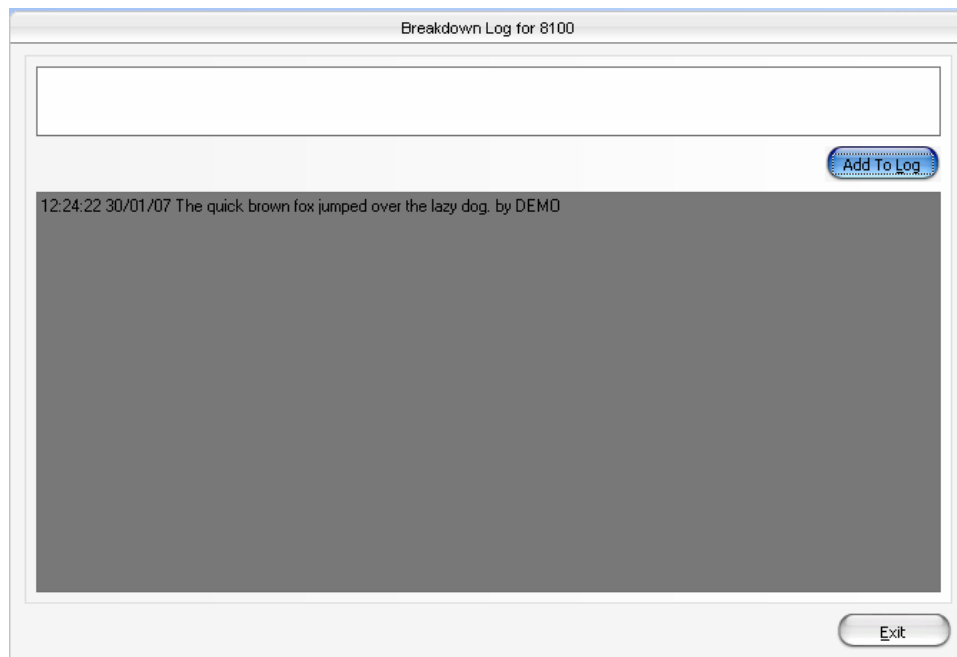 Breakdown Log for 8100
Add To Log
12:24:22 30/01/07 The quick brown fox jumped over the lazy dog. by DEMO
Exit